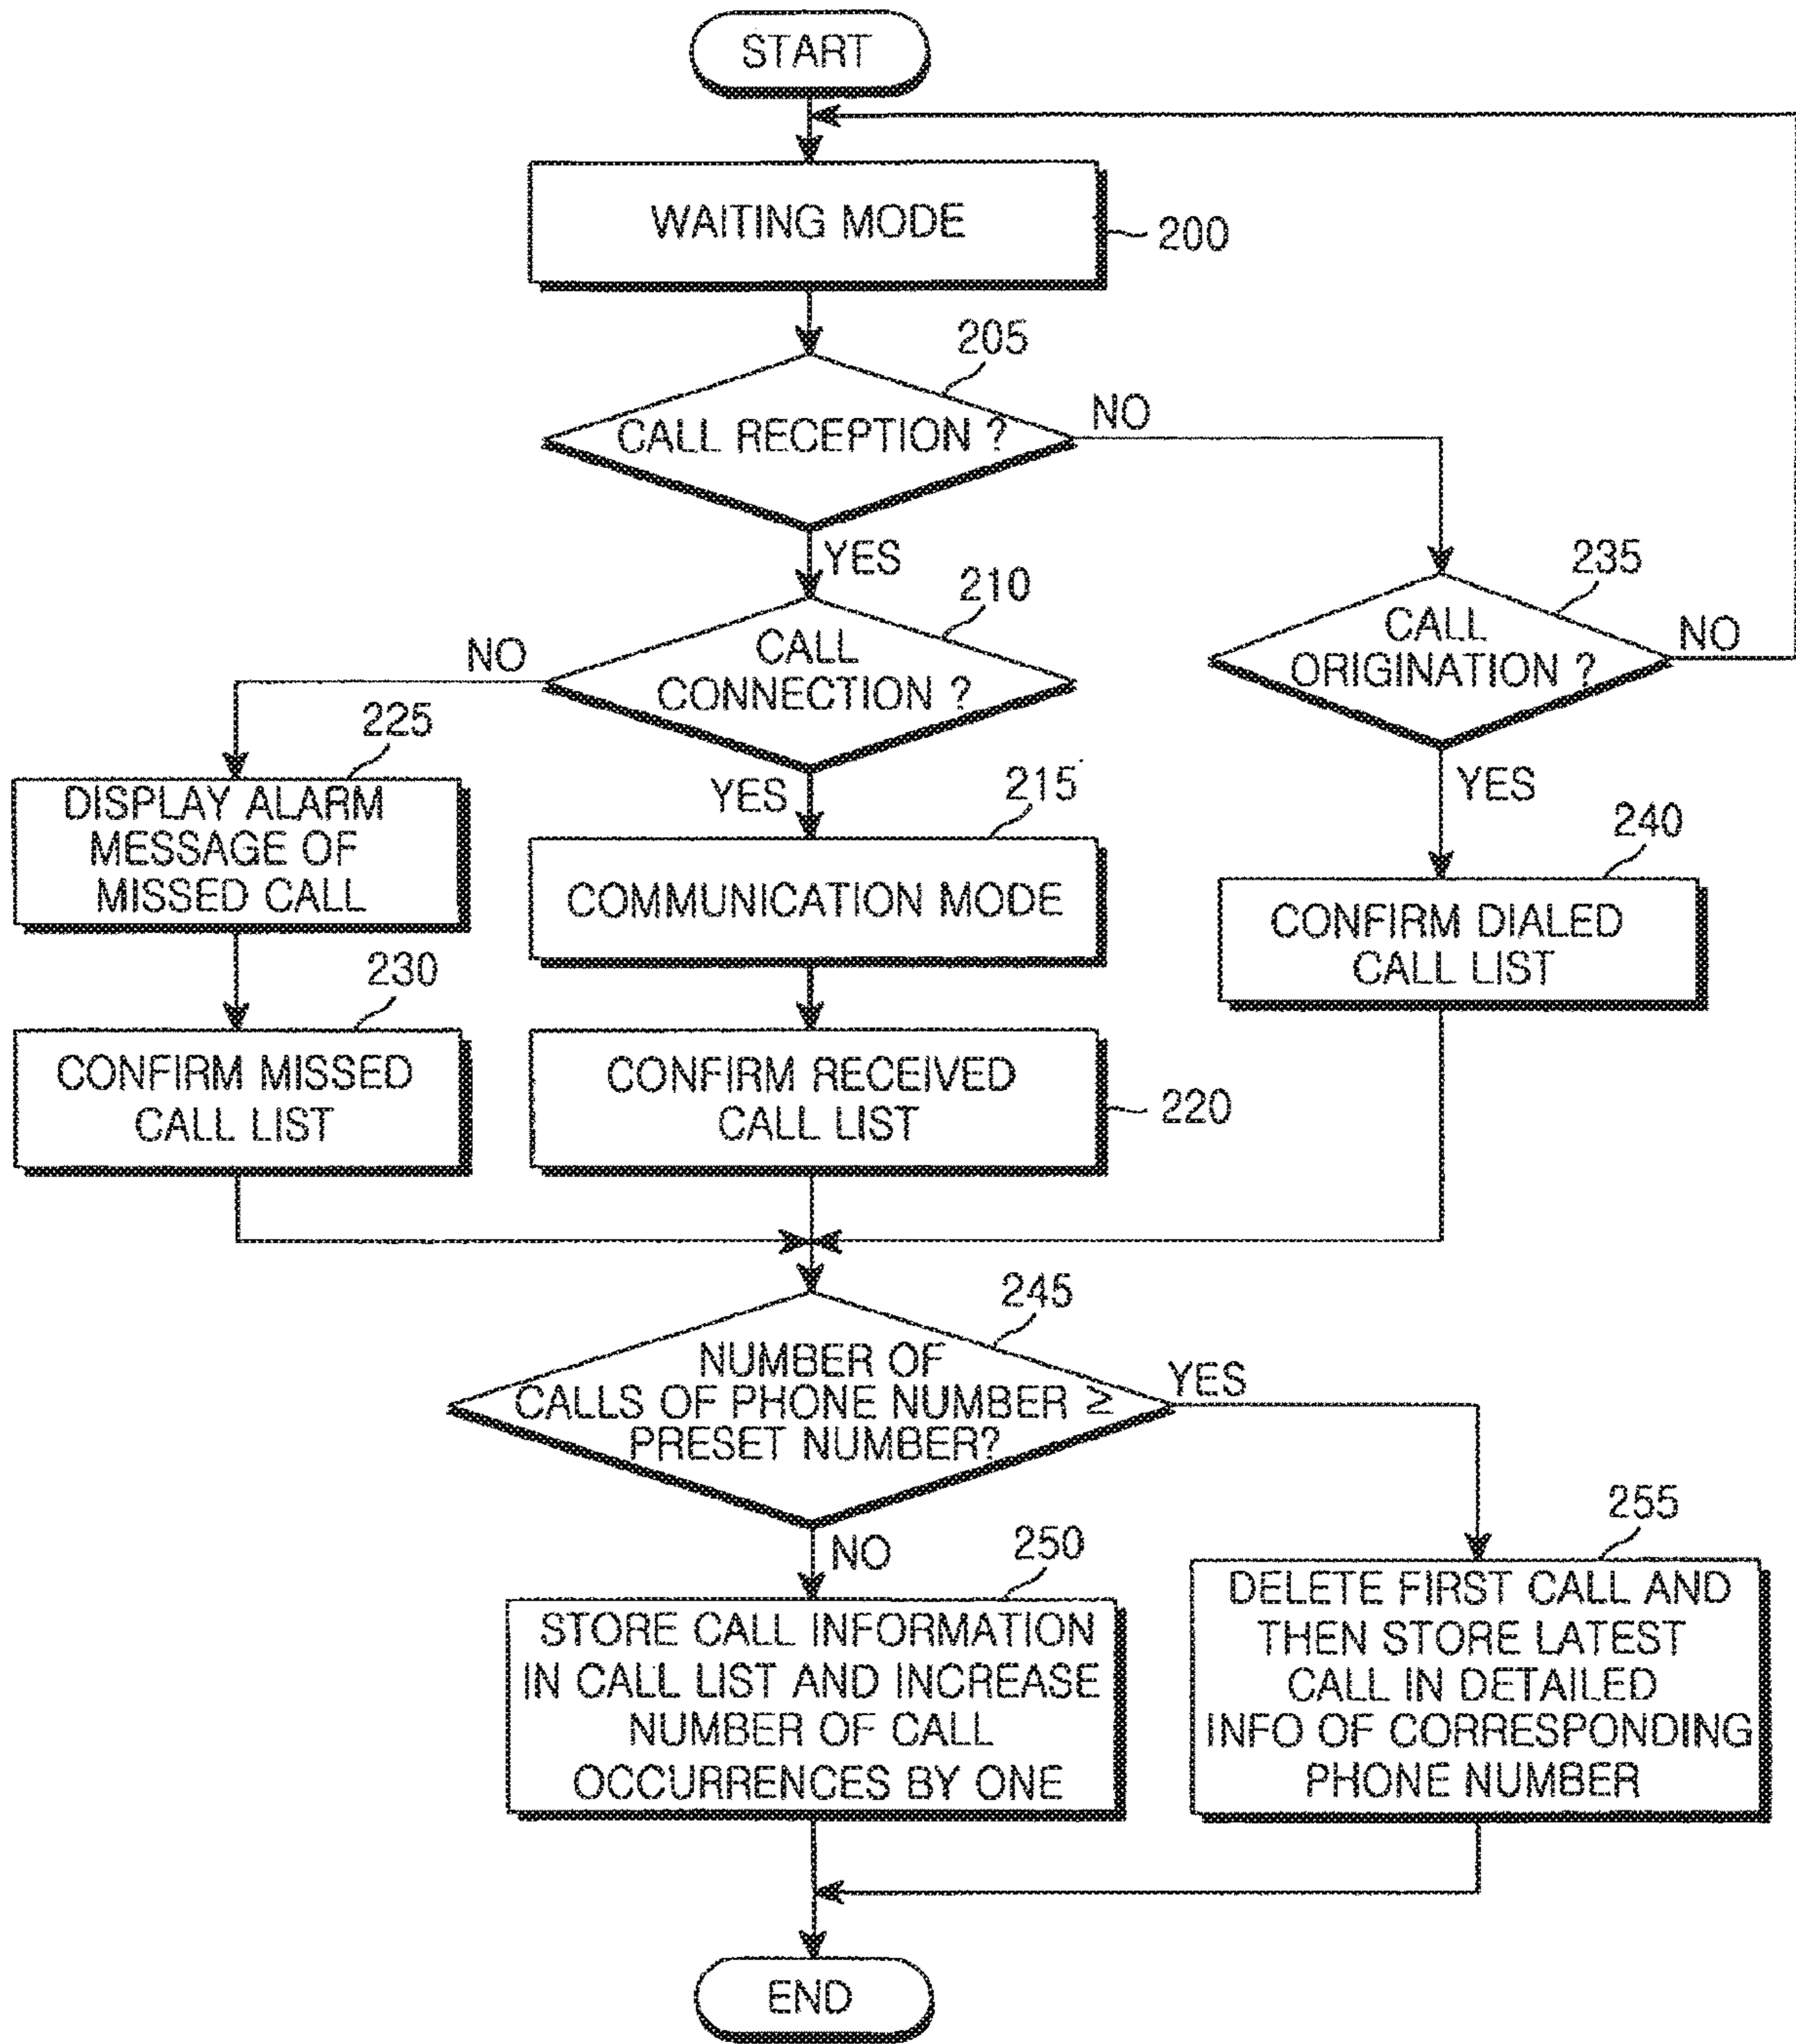 START
WAITING MODE
200
205
CALL RECEPTION ?
NO
YES
210
CALL
CONNECTION ?
NO
YES
235
CALL
ORIGINATION ?
NO
YES
225
DISPLAY ALARM
MESSAGE OF
MISSED CALL
215
COMMUNICATION MODE
240
CONFIRM DIALED
CALL LIST
230
CONFIRM MISSED
CALL LIST
CONFIRM RECEIVED
CALL LIST
220
245
NUMBER OF
CALLS OF PHONE NUMBER ≥
PRESET NUMBER?
YES
NO
250
STORE CALL INFORMATION
IN CALL LIST AND INCREASE
NUMBER OF CALL
OCCURRENCES BY ONE
255
DELETE FIRST CALL AND
THEN STORE LATEST
CALL IN DETAILED
INFO OF CORRESPONDING
PHONE NUMBER
END